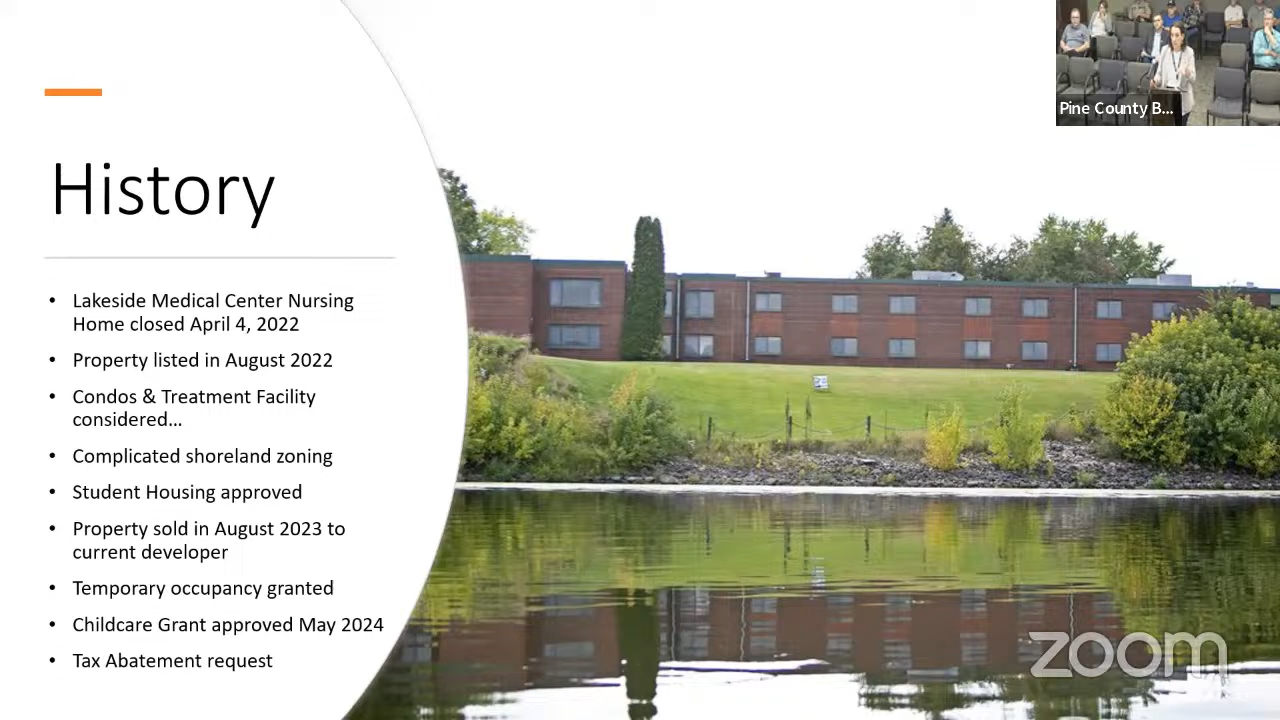 Pine County B...
History
• Lakeside Medical Center Nursing
Home closed April 4, 2022
• Property listed in August 2022
• Condos & Treatment Facility
considered...
• Complicated shoreland zoning
• Student Housing approved
• Property sold in August 2023 to
current developer
• Temporary occupancy granted
• Childcare Grant approved May 2024
• Tax Abatement request
zoom